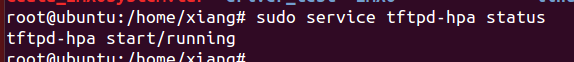 root@ubuntu:/home/xiang# sudo service tftpd-hpa status
tftpd-hpa start/running
root@ubuntu:/home/xiang#